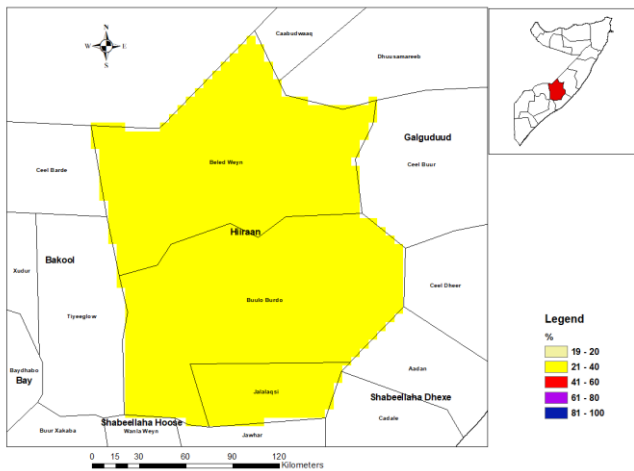 Caabudwaaq
Dhuusamareeb
N
W E
S
Galguduud
Ceel Barde
Beled Weyn
Ceel Buur
Hiiraan
Bakool
Xudur
Buulo Burde
Ceel Dheer
Tiyeeglow
Baydhabo
Bay
Aadan
Jalalaqsi
Shabeellaha Dhexe
Shabeellaha Hoose
Cadale
Buur Xakaba
Wanla Weyn
Jawhar
Legend
%
19 - 20
21 - 40
41 - 60
61 - 80
81 - 100
0 15 30 60 90 120
Kilometers